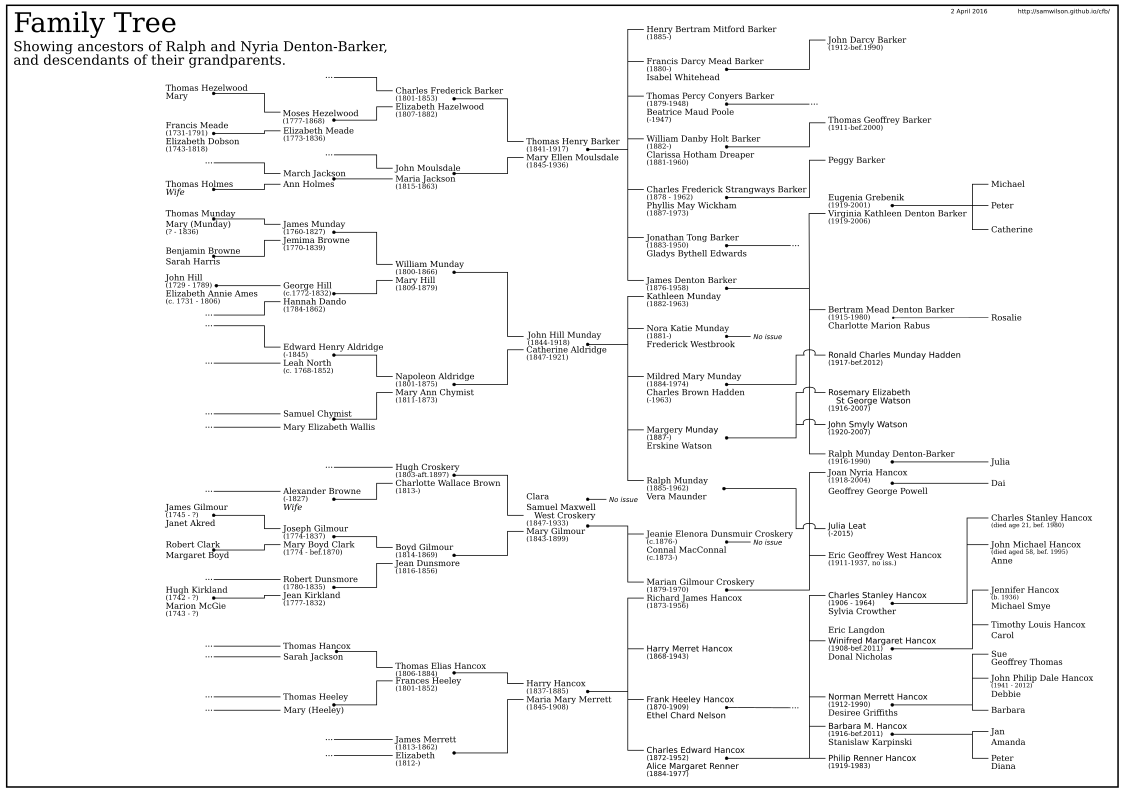 2 April 2016
http://samwilson.github.io/cfb/
Family Tree
Showing ancestors of Ralph and Nyria Denton-Barker,
and descendants of their grandparents.
Thomas Hezelwood
Mary
Francis Meade
(1731-1791)
Elizabeth Dobson
(1743-1818)
...
Thomas Holmes
Wife
Thomas Munday
Mary (Munday)
(? - 1836)
Benjamin Browne
Sarah Harris
John Hill
(1729 - 1789)
Elizabeth Annie Ames
(c. 1731 - 1806)
...
...
...
...
...
...
James Gilmour
(1745 - ?)
Janet Akred
Robert Clark
Margaret Boyd
...
Hugh Kirkland
(1742 - ?)
Marion McGie
(1743 - ?)
...
...
...
...
...
Moses Hezelwood
(1777-1868)
Elizabeth Meade
(1773-1836)
...
March Jackson
Ann Holmes
James Munday
(1760-1827)
Jemima Browne
(1770-1839)
George Hill
(c.1772-1832)
Hannah Dando
(1784-1862)
Edward Henry Aldridge
(-1845)
Leah North
(c. 1768-1852)
Samuel Chymist
Mary Elizabeth Wallis
...
Alexander Browne
(-1827)
Wife
Joseph Gilmour
(1774-1837)
Mary Boyd Clark
(1774 - bef.1870)
Robert Dunsmore
(1780-1835)
Jean Kirkland
(1777-1832)
Thomas Hancox
Sarah Jackson
Thomas Heeley
Mary (Heeley)
...
...
Charles Frederick Barker
(1801-1853)
Elizabeth Hazelwood
(1807-1882)
John Moulsdale
Maria Jackson
(1815-1863)
William Munday
(1800-1866)
Mary Hill
(1809-1879)
Napoleon Aldridge
(1801-1875)
Mary Ann Chymist
(1811-1873)
Hugh Croskery
(1803-aft.1897)
Charlotte Wallace Brown
(1813-)
Boyd Gilmour
(1814-1869)
Jean Dunsmore
(1816-1856)
Thomas Elias Hancox
(1806-1884)
Frances Heeley
(1801-1852)
James Merrett
(1813-1862)
Elizabeth
(1812-)
Thomas Henry Barker
(1841-1917)
Mary Ellen Moulsdale
(1845-1936)
John Hill Munday
(1844-1918)
Catherine Aldridge
(1847-1921)
Clara
No issue
Samuel Maxwell
West Croskery
(1847-1933)
Mary Gilmour
(1843-1899)
Harry Hancox
(1837-1885)
Maria Mary Merrett
(1845-1908)
Henry Bertram Mitford Barker
(1885-)
Francis Darcy Mead Barker
(1880-)
Isabel Whitehead
Thomas Percy Conyers Barker
(1879-1948)
...
Beatrice Maud Poole
(-1947)
William Danby Holt Barker
(1882-)
Clarissa Hotham Dreaper
(1881-1960)
Charles Frederick Strangways Barker
(1878 - 1962)
Phyllis May Wickham
(1887-1973)
Jonathan Tong Barker
(1883-1950)
...
Gladys Bythell Edwards
James Denton Barker
(1876-1958)
Kathleen Munday
(1882-1963)
Nora Katie Munday
(1881-)
No issue
Frederick Westbrook
Mildred Mary Munday
(1884-1974)
Charles Brown Hadden
(-1963)
Margery Munday
(1887-)
Erskine Watson
Ralph Munday
(1885-1962)
Vera Maunder
Jeanie Elenora Dunsmuir Croskery
(c.1876-)
No issue
Connal MacConnal
(c.1873-)
Marian Gilmour Croskery
(1879-1970)
Richard James Hancox
(1873-1956)
Harry Merret Hancox
(1868-1943)
Frank Heeley Hancox
(1870-1909)
...
Ethel Chard Nelson
Charles Edward Hancox
(1872-1952)
Alice Margaret Renner
(1884-1977)
John Darcy Barker
(1912-bef.1990)
Thomas Geoffrey Barker
(1911-bef.2000)
Peggy Barker
Eugenia Grebenik
(1919-2001)
Virginia Kathleen Denton Barker
(1919-2006)
Bertram Mead Denton Barker
(1915-1980)
Charlotte Marion Rabus
Ronald Charles Munday Hadden
(1917-bef.2012)
Rosemary Elizabeth
St George Watson
(1916-2007)
John Smyly Watson
(1920-2007)
Ralph Munday Denton-Barker
(1916-1990)
Joan Nyria Hancox
(1918-2004)
Geoffrey George Powell
Julia Leat
(-2015)
Eric Geoffrey West Hancox
(1911-1937, no iss.)
Charles Stanley Hancox
(1906 - 1964)
Sylvia Crowther
Eric Langdon
Winifred Margaret Hancox
(1908-bef.2011)
Donal Nicholas
Norman Merrett Hancox
(1912-1990)
Desiree Griffiths
Barbara M. Hancox
(1916-bef.2011)
Stanislaw Karpinski
Philip Renner Hancox
(1919-1983)
Michael
Peter
Catherine
Rosalie
Julia
Dai
Charles Stanley Hancox
(died age 21, bef. 1980)
John Michael Hancox
(died aged 58, bef. 1995)
Anne
Jennifer Hancox
(b. 1936)
Michael Smye
Timothy Louis Hancox
Carol
Sue
Geoffrey Thomas
John Philip Dale Hancox
(1941 - 2012)
Debbie
Barbara
Jan
Amanda
Peter
Diana